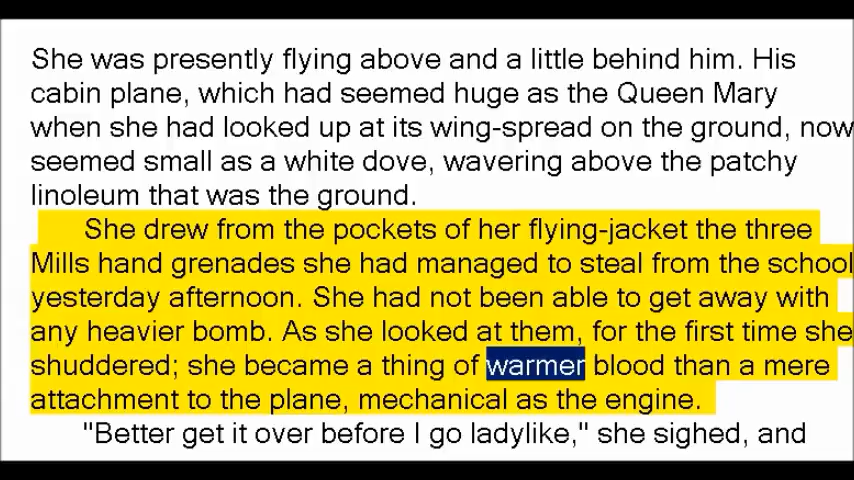 She was presently flying above and a little behind him. His
cabin plane, which had seemed huge as the Queen Mary
when she had looked up at its wing-spread on the ground, now
seemed small as a white dove, wavering above the patchy
linoleum that was the ground.
She drew from the pockets of her flying-jacket the three
Mills hand grenades she had managed to steal from the school
yesterday afternoon. She had not been able to get away with
any heavier bomb. As she looked at them, for the first time she
shuddered; she became a thing of warmer blood than a mere
attachment to the plane, mechanical as the engine.
"Better get it over before I go ladylike," she sighed, and